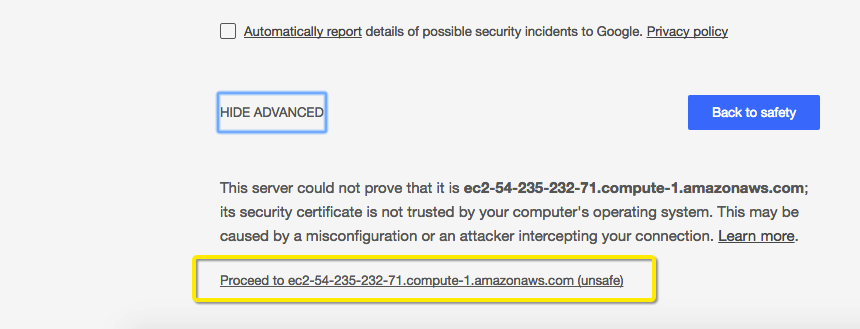 Automatically report details of possible security incidents to Google. Privacy policy
HIDE ADVANCED
Back to safety
This server could not prove that it is ec2-54-235-232-71.compute-1.amazonaws.com;
its security certificate is not trusted by your computer's operating system. This may be
caused by a misconfiguration or an attacker intercepting your connection. Learn more.
Proceed to ec2-54-235-232-71.compute-1.amazonaws.com (unsafe)